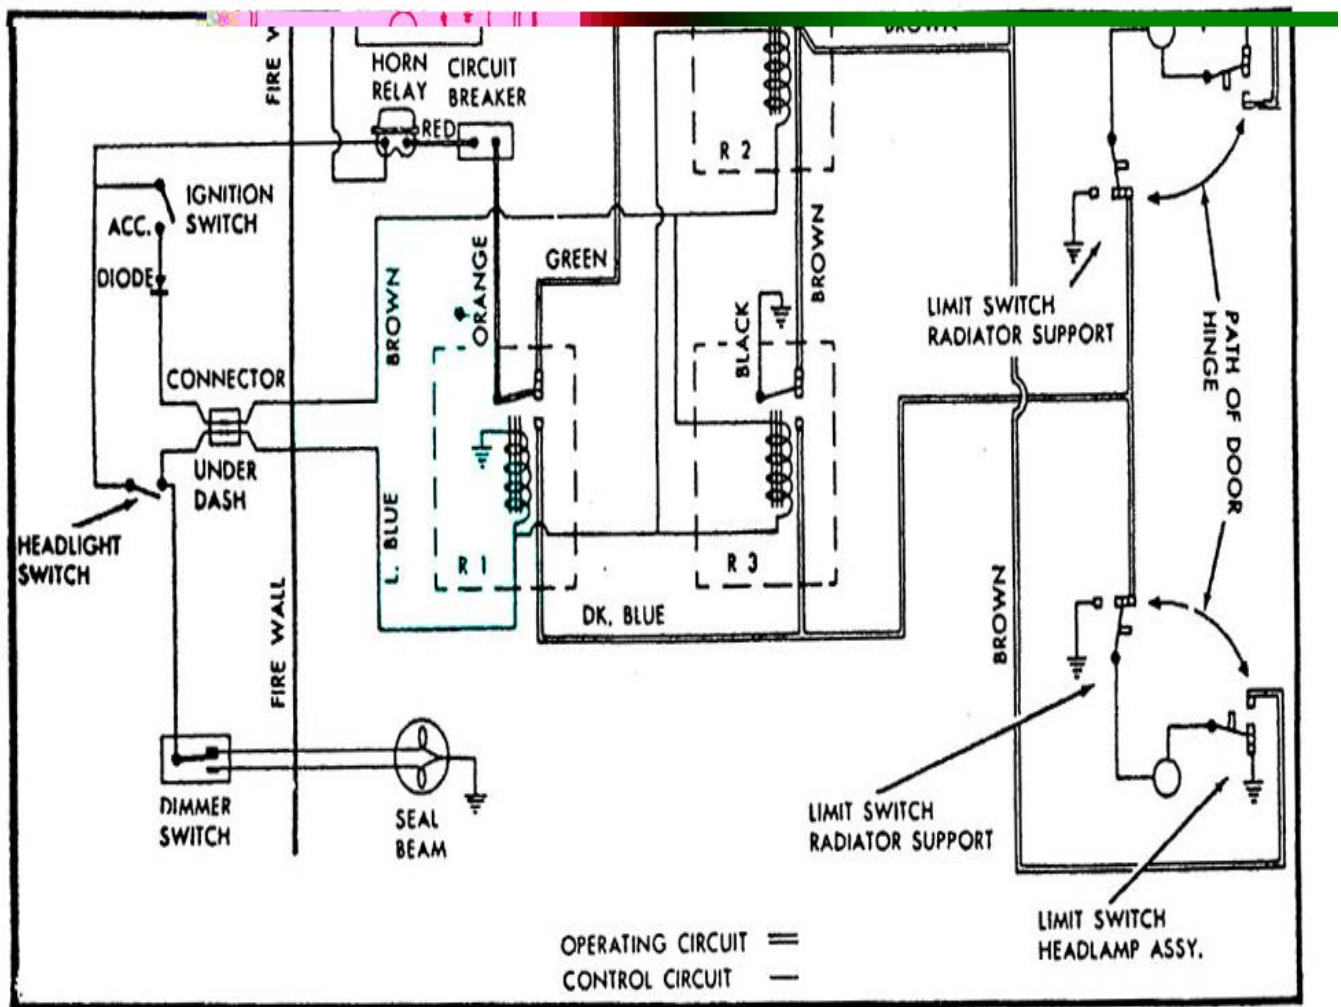 BROWN
FIRE W
HORN
RELAY
CIRCUIT
BREAKER
RED
R 2
IGNITION
SWITCH
ACC.
DIODE
BROWN
ORANGE
GREEN
BLACK
BROWN
LIMIT SWITCH
RADIATOR SUPPORT
PATH OF DOOR
HINGE
CONNECTOR
UNDER
DASH
HEADLIGHT
SWITCH
L. BLUE
R 1
R 3
DK. BLUE
FIRE WALL
BROWN
DIMMER
SWITCH
SEAL
BEAM
LIMIT SWITCH
RADIATOR SUPPORT
LIMIT SWITCH
HEADLAMP ASSY.
OPERATING CIRCUIT
CONTROL CIRCUIT